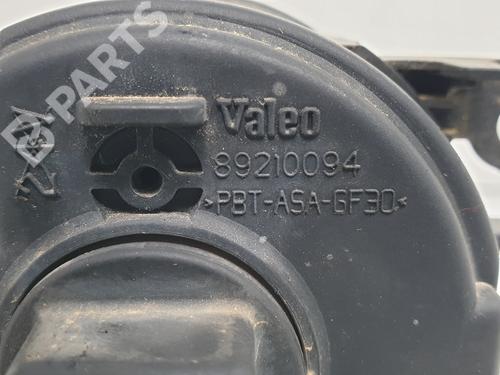 B-PARTS
Valeo
89210094
>PBT-ASA-GF30<